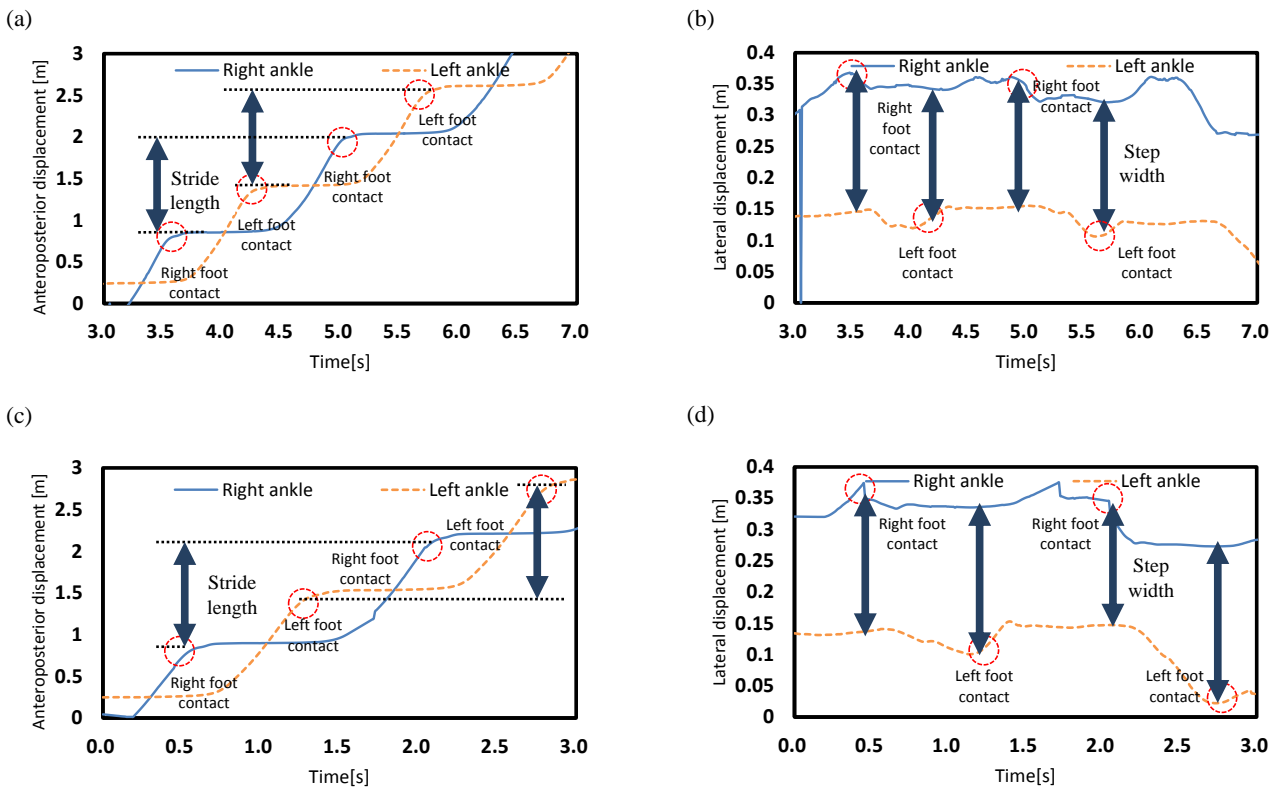 (a)
3
2.5
2
1.5
1
0.5
0
Anteroposterior displacement [m]
Right ankle
Left ankle
Stride
length
Right foot
contact
Left foot
contact
Right foot
contact
Left foot
contact
3.0 3.5 4.0 4.5 5.0 5.5 6.0 6.5 7.0
Time[s]
(b)
0.4
0.35
0.3
0.25
0.2
0.15
0.1
0.05
0
Lateral displacement [m]
Right ankle
Left ankle
Right
foot
contact
Right foot
contact
Step
width
Left foot
contact
Left foot
contact
3.0 3.5 4.0 4.5 5.0 5.5 6.0 6.5 7.0
Time[s]
(c)
3
2.5
2
1.5
1
0.5
0
Anteroposterior displacement [m]
Right ankle
Left ankle
Stride
length
Right foot
contact
Left foot
contact
Right foot
contact
Left foot
contact
0.0 0.5 1.0 1.5 2.0 2.5 3.0
Time[s]
(d)
0.4
0.35
0.3
0.25
0.2
0.15
0.1
0.05
0
Lateral displacement [m]
Right ankle
Left ankle
Right foot
contact
Right foot
contact
Step
width
Left foot
contact
Left foot
contact
0.0 0.5 1.0 1.5 2.0 2.5 3.0
Time[s]